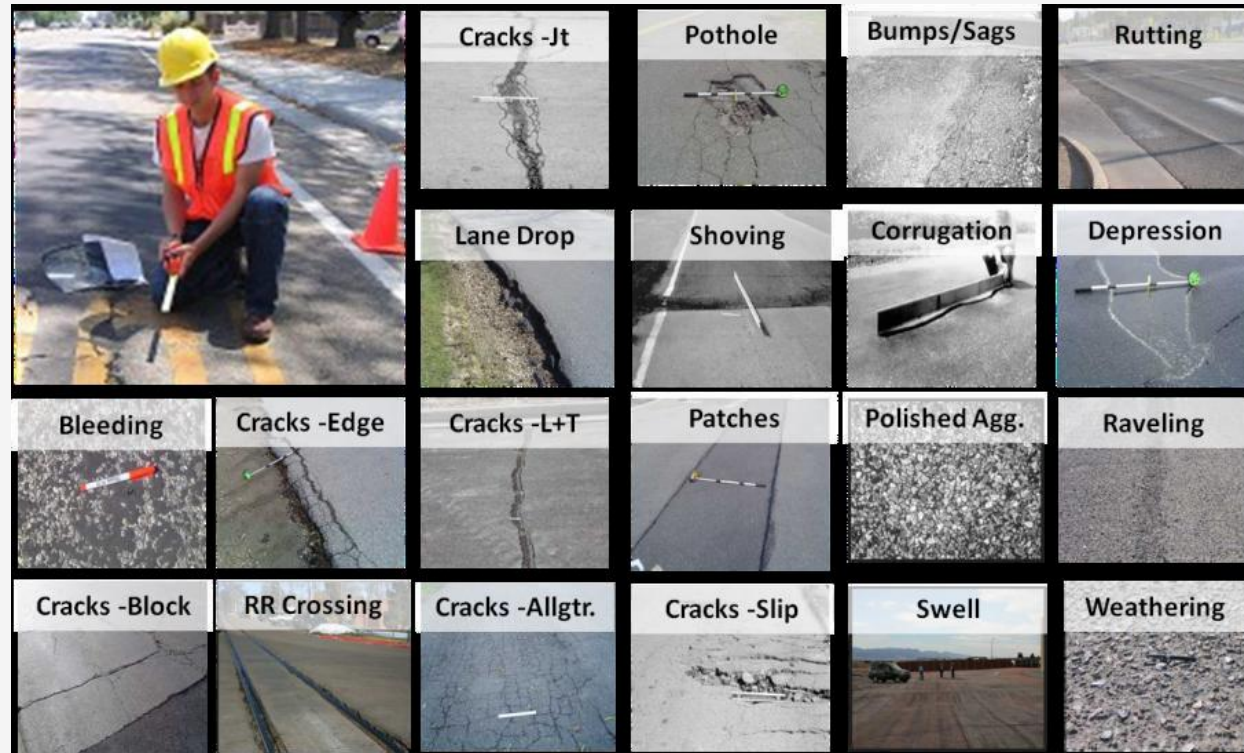 Cracks -Jt
Pothole
Bumps/Sags
Rutting
Lane Drop
Shoving
Corrugation
Depression
Bleeding
Cracks -Edge
Cracks -L+T
Patches
Polished Agg.
Raveling
Cracks -Block
RR Crossing
Cracks -Allgtr.
Cracks -Slip
Swell
Weathering